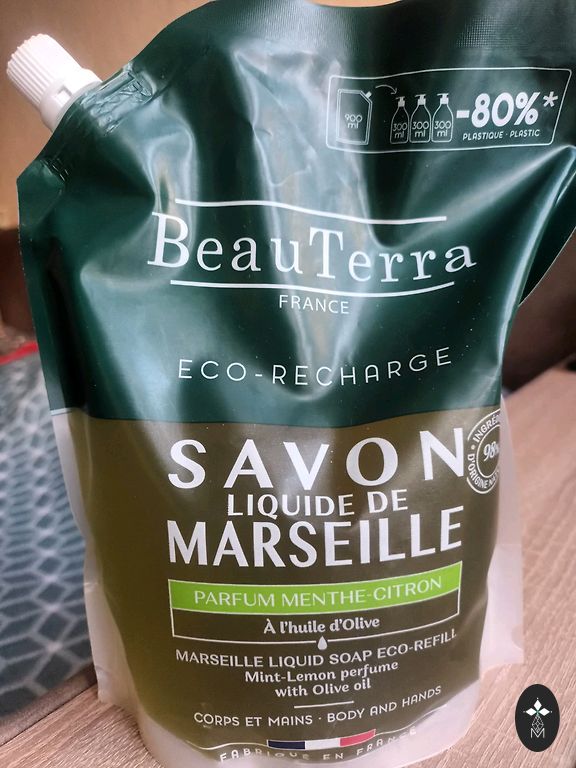 900 ml
300 ml 300 ml 300 ml
-80%*
PLASTIQUE · PLASTIC
BeauTerra
FRANCE
ECO-RECHARGE
SAVON
LIQUIDE DE
MARSEILLE
98%
PARFUM MENTHE-CITRON
À l'huile d'Olive
MARSEILLE LIQUID SOAP ECO-REFILL
Mint-Lemon perfume
with Olive oil
CORPS ET MAINS · BODY AND HANDS
FABRIQUÉ EN FRANCE
M